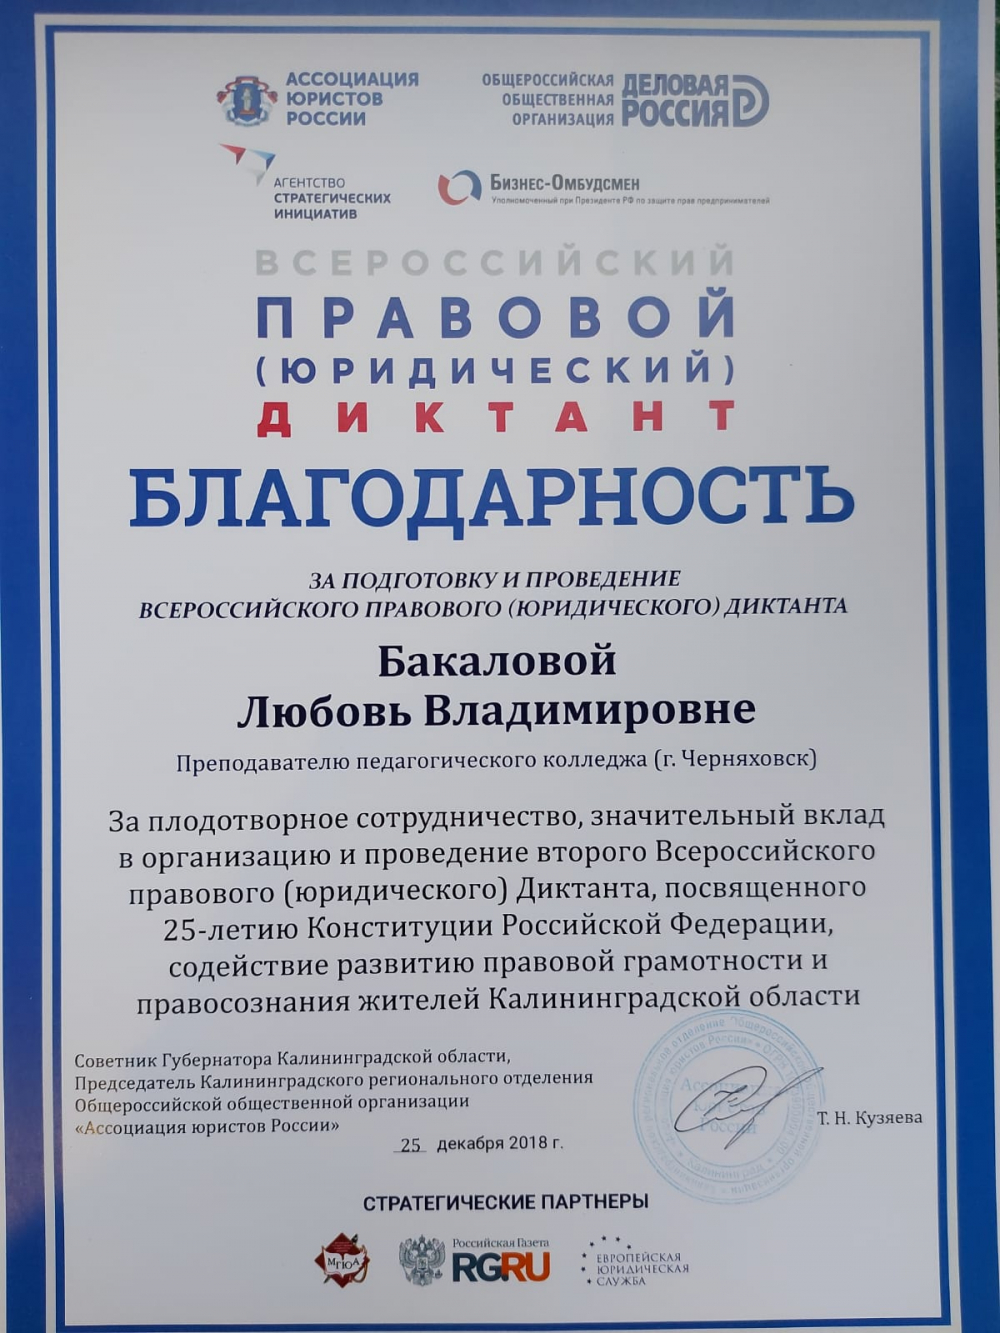 АССОЦИАЦИЯ
ЮРИСТОВ
РОССИИ
ОБЩЕРОССИЙСКАЯ
ОБЩЕСТВЕННАЯ
ОРГАНИЗАЦИЯ
ДЕЛОВАЯ
РОССИЯ
АГЕНТСТВО
СТРАТЕГИЧЕСКИХ
ИНИЦИАТИВ
Бизнес-Омбудсмен
Уполномоченный при Президенте РФ по защите прав предпринимателей
ВСЕРОССИЙСКИЙ
ПРАВОВОЙ
(ЮРИДИЧЕСКИЙ)
ДИКТАНТ
БЛАГОДАРНОСТЬ
ЗА ПОДГОТОВКУ И ПРОВЕДЕНИЕ
ВСЕРОССИЙСКОГО ПРАВОВОГО (ЮРИДИЧЕСКОГО) ДИКТАНТА
Бакаловой
Любовь Владимировне
Преподавателю педагогического колледжа (г. Черняховск)
За плодотворное сотрудничество, значительный вклад
в организацию и проведение второго Всероссийского
правового (юридического) Диктанта, посвященного
25-летию Конституции Российской Федерации,
содействие развитию правовой грамотности и
правосознания жителей Калининградской области
Советник Губернатора Калининградской области,
Председатель Калининградского регионального отделения
Общероссийской общественной организации
«Ассоциация юристов России»
Т. Н. Кузяева
25 декабря 2018 г.
СТРАТЕГИЧЕСКИЕ ПАРТНЕРЫ
МГЮА
Российская Газета
RGRU
ЕВРОПЕЙСКАЯ
ЮРИДИЧЕСКАЯ
СЛУЖБА